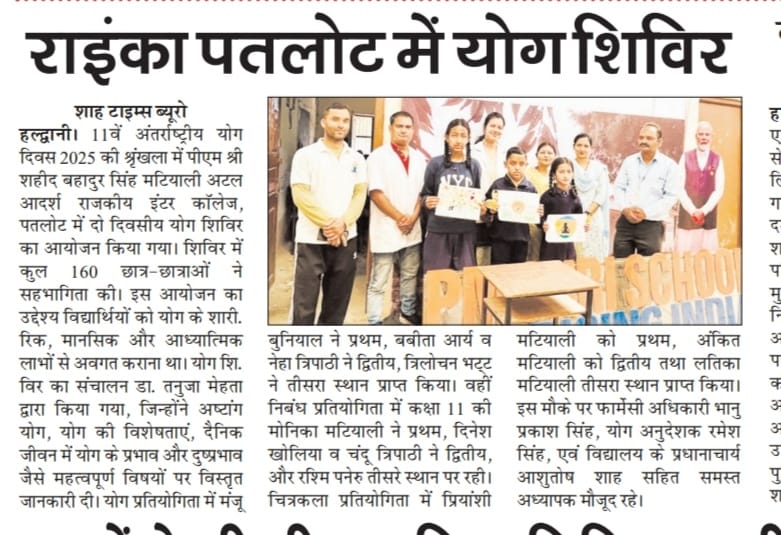 राइंका पतलोट में योग शिविर
शाह टाइम्स ब्यूरो
हल्द्वानी। 11वें अंतर्राष्ट्रीय योग
दिवस 2025 की श्रृंखला में पीएम श्री
शहीद बहादुर सिंह मटियाली अटल
आदर्श राजकीय इंटर कॉलेज,
पतलोट में दो दिवसीय योग शिविर
का आयोजन किया गया। शिविर में
कुल 160 छात्र-छात्राओं ने
सहभागिता की। इस आयोजन का
उद्देश्य विद्यार्थियों को योग के शारी.
रिक, मानसिक और आध्यात्मिक
लाभों से अवगत कराना था। योग शि.
विर का संचालन डा. तनुजा मेहता
द्वारा किया गया, जिन्होंने अष्टांग
योग, योग की विशेषताएं, दैनिक
जीवन में योग के प्रभाव और दुष्प्रभाव
जैसे महत्वपूर्ण विषयों पर विस्तृत
जानकारी दी। योग प्रतियोगिता में मंजू
बुनियाल ने प्रथम, बबीता आर्य व
नेहा त्रिपाठी ने द्वितीय, त्रिलोचन भट्ट
ने तीसरा स्थान प्राप्त किया। वहीं
निबंध प्रतियोगिता में कक्षा 11 की
मोनिका मटियाली ने प्रथम, दिनेश
खोलिया व चंदू त्रिपाठी ने द्वितीय,
और रश्मि पनेरु तीसरे स्थान पर रही।
चित्रकला प्रतियोगिता में प्रियांशी
मटियाली को प्रथम, अंकित
मटियाली को द्वितीय तथा लतिका
मटियाली तीसरा स्थान प्राप्त किया।
इस मौके पर फार्मेसी अधिकारी भानु
प्रकाश सिंह, योग अनुदेशक रमेश
सिंह, एवं विद्यालय के प्रधानाचार्य
आशुतोष शाह सहित समस्त
अध्यापक मौजूद रहे।
SCHOOL